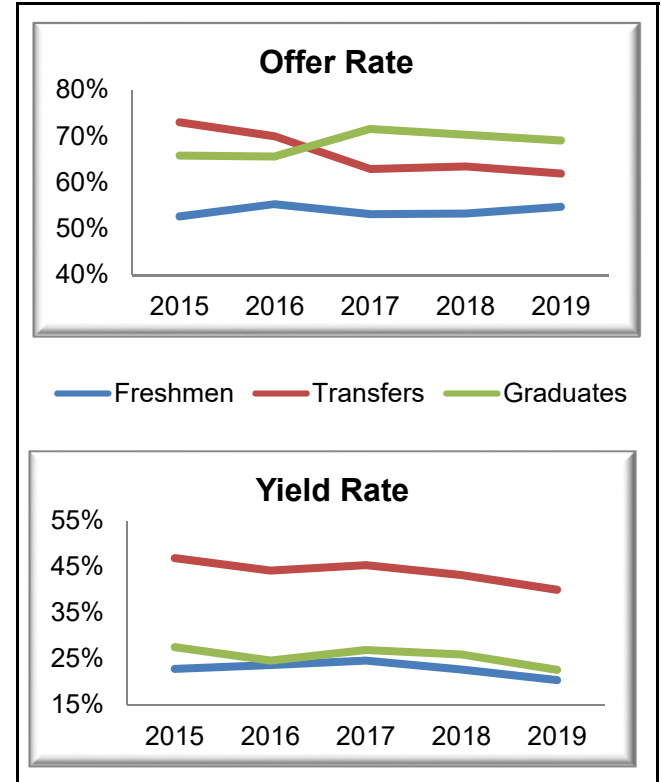 Offer Rate
80%
70%
60%
50%
40%
2015 2016 2017 2018 2019
Freshmen Transfers Graduates
Yield Rate
55%
45%
35%
25%
15%
2015 2016 2017 2018 2019